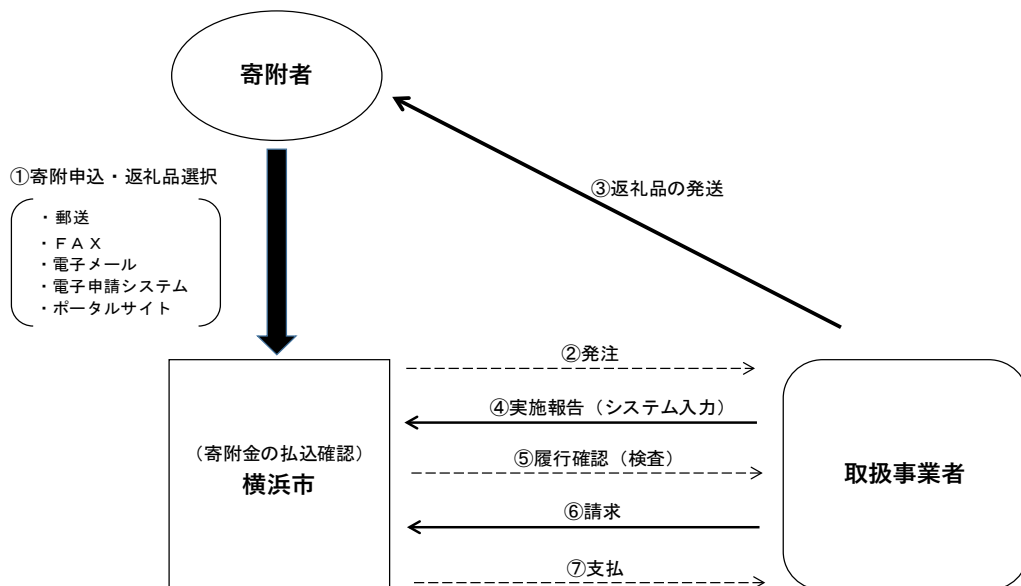 寄附者
①寄附申込・返礼品選択
・郵送
・ＦＡＸ
・電子メール
・電子申請システム
・ポータルサイト
③返礼品の発送
②発注
④実施報告（システム入力）
（寄附金の払込確認）
横浜市
⑤履行確認（検査）
取扱事業者
⑥請求
⑦支払